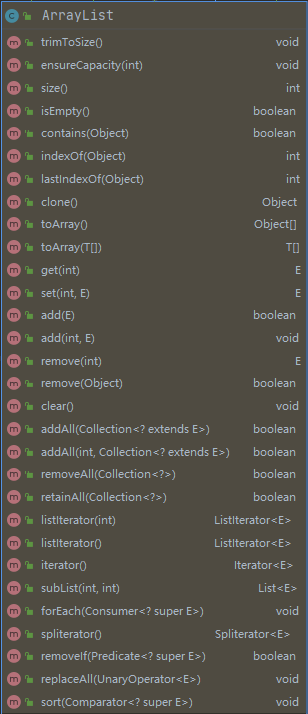 ArrayList
trimToSize() void
ensureCapacity(int) void
size() int
isEmpty() boolean
contains(Object) boolean
indexOf(Object) int
lastIndexOf(Object) int
clone() Object
toArray() Object[]
toArray(T[]) T[]
get(int) E
set(int, E) E
add(E) boolean
add(int, E) void
remove(int) E
remove(Object) boolean
clear() void
addAll(Collection<? extends E>) boolean
addAll(int, Collection<? extends E>) boolean
removeAll(Collection<?>) boolean
retainAll(Collection<?>) boolean
listIterator(int) ListIterator<E>
listIterator() ListIterator<E>
iterator() Iterator<E>
subList(int, int) List<E>
forEach(Consumer<? super E>) void
spliterator() Spliterator<E>
removeIf(Predicate<? super E>) boolean
replaceAll(UnaryOperator<E>) void
sort(Comparator<? super E>) void